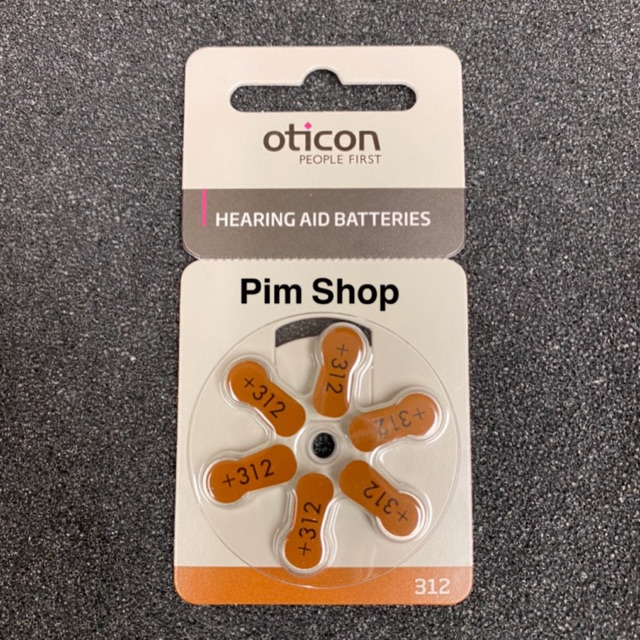 oticon
PEOPLE FIRST
HEARING AID BATTERIES
Pim Shop
+312
+312
+312
+312
+312
+312
312